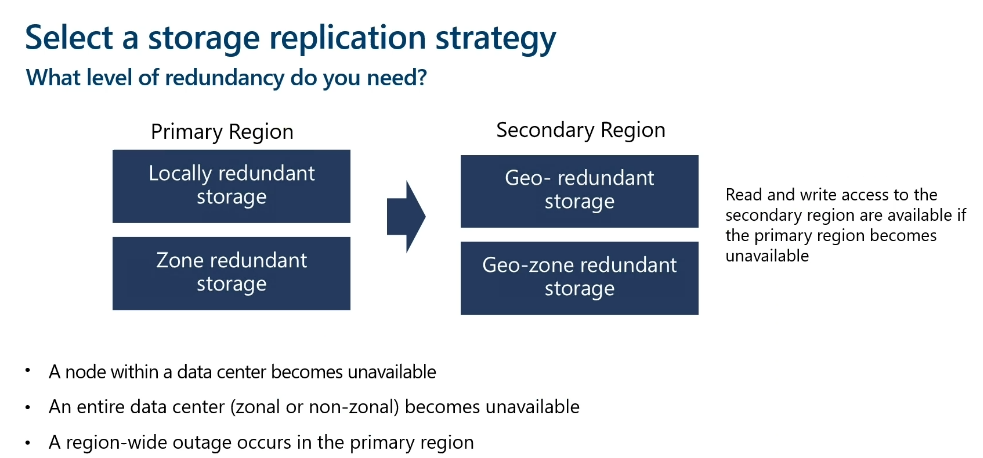 Select a storage replication strategy
What level of redundancy do you need?
Primary Region
Locally redundant
storage
Zone redundant
storage
Secondary Region
Geo- redundant
storage
Geo-zone redundant
storage
Read and write access to the
secondary region are available if
the primary region becomes
unavailable
• A node within a data center becomes unavailable
• An entire data center (zonal or non-zonal) becomes unavailable
• A region-wide outage occurs in the primary region